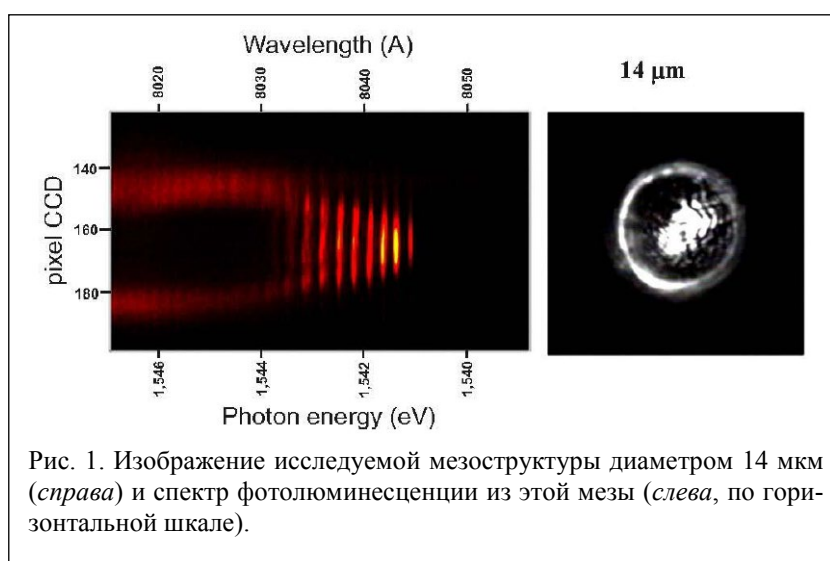 Wavelength (A)
8020
8030
8040
8050
14 µm
pixel CCD
140
160
180
1,546
1,544
1,542
1,540
Photon energy (eV)
Рис. 1. Изображение исследуемой мезоструктуры диаметром 14 мкм
(справа) и спектр фотолюминесценции из этой мезы (слева, по гори-
зонтальной шкале).